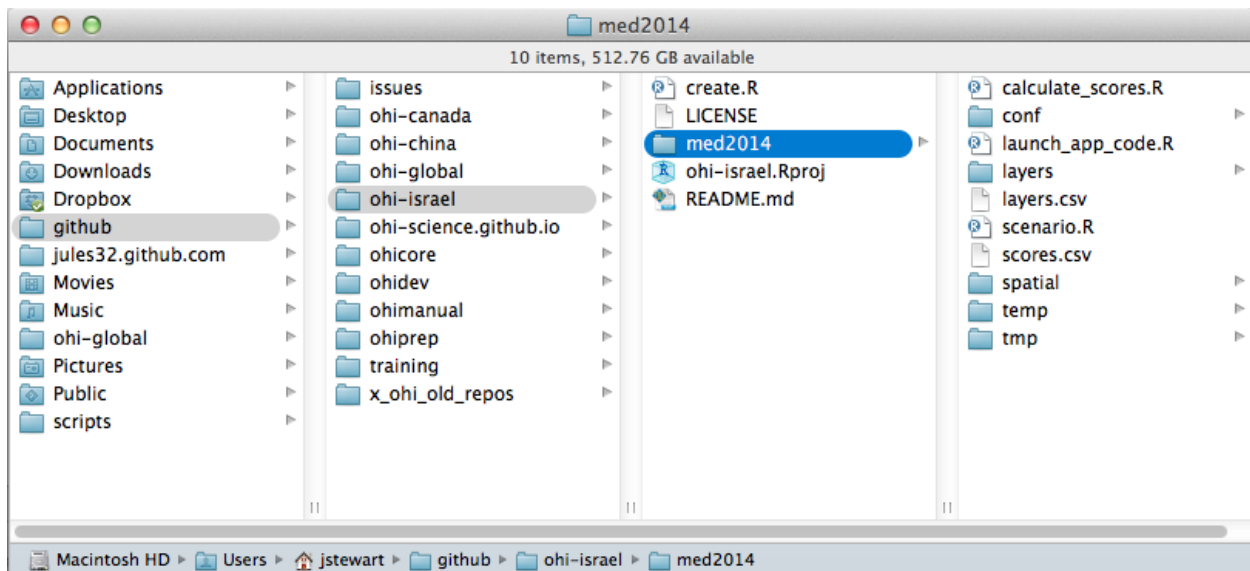 med2014
10 items, 512.76 GB available
Applications
Desktop
Documents
Downloads
Dropbox
github
jules32.github.com
Movies
Music
ohi-global
Pictures
Public
scripts
issues
ohi-canada
ohi-china
ohi-global
ohi-israel
ohi-science.github.io
ohicore
ohidev
ohimanual
ohiprep
training
x_ohi_old_repos
create.R
LICENSE
med2014
ohi-israel.Rproj
README.md
calculate_scores.R
conf
launch_app_code.R
layers
layers.csv
scenario.R
scores.csv
spatial
temp
tmp
Macintosh HD ▸ Users ▸ jstewart ▸ github ▸ ohi-israel ▸ med2014